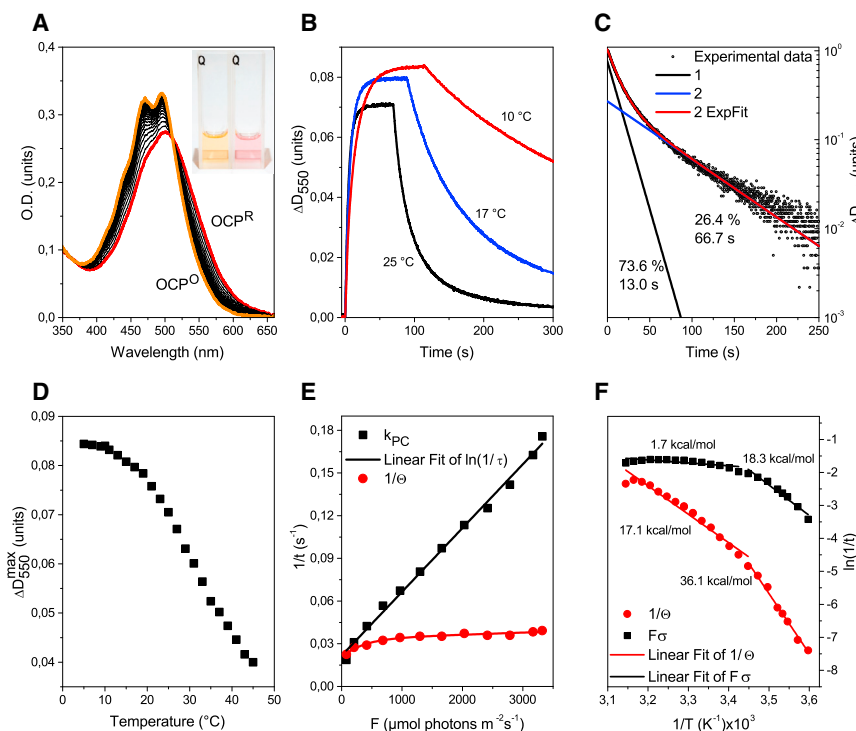 A
0,4
0,3
0,2
0,1
0,0
O.D. (units)
350 400 450 500 550 600 650
Wavelength (nm)
Q Q
OCPᴿ
OCPᴼ
B
0,08
0,06
0,04
0,02
0,00
ΔD₅₅₀ (units)
0 100 200 300
Time (s)
10 °C
17 °C
25 °C
C
Experimental data
1
2
2 ExpFit
26.4 %
66.7 s
73.6 %
13.0 s
10⁰
10⁻¹
10⁻²
10⁻³
0 25 50 75 100 125 150 175 200 225 250
Time (s)
D
0,09
0,08
0,07
0,06
0,05
0,04
ΔD₅₅₀ᵐᵃˣ (units)
0 10 20 30 40 50
Temperature (°C)
E
0,18
0,15
0,12
0,09
0,06
0,03
0,00
1/t (s⁻¹)
k_PC
Linear Fit of ln(1/τ)
1/Θ
0 1000 2000 3000
F (μmol photons m⁻²s⁻¹)
F
1.7 kcal/mol
18.3 kcal/mol
17.1 kcal/mol
36.1 kcal/mol
1/Θ
Fσ
Linear Fit of 1/Θ
Linear Fit of F σ
-1
-2
-3
-4
-5
-6
-7
-8
ln(1/t)
3,1 3,2 3,3 3,4 3,5 3,6
1/T (K⁻¹)x10³